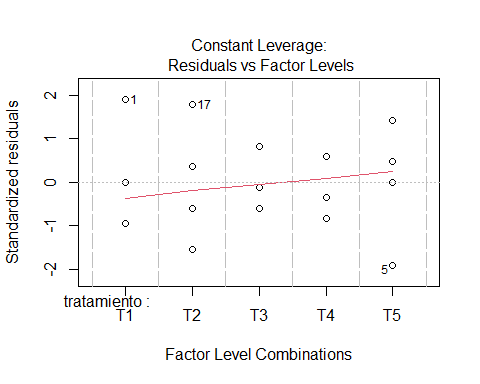 Constant Leverage:
Residuals vs Factor Levels
Standardized residuals
2
1
0
-1
-2
1
17
5
tratamiento :
T1 T2 T3 T4 T5
Factor Level Combinations